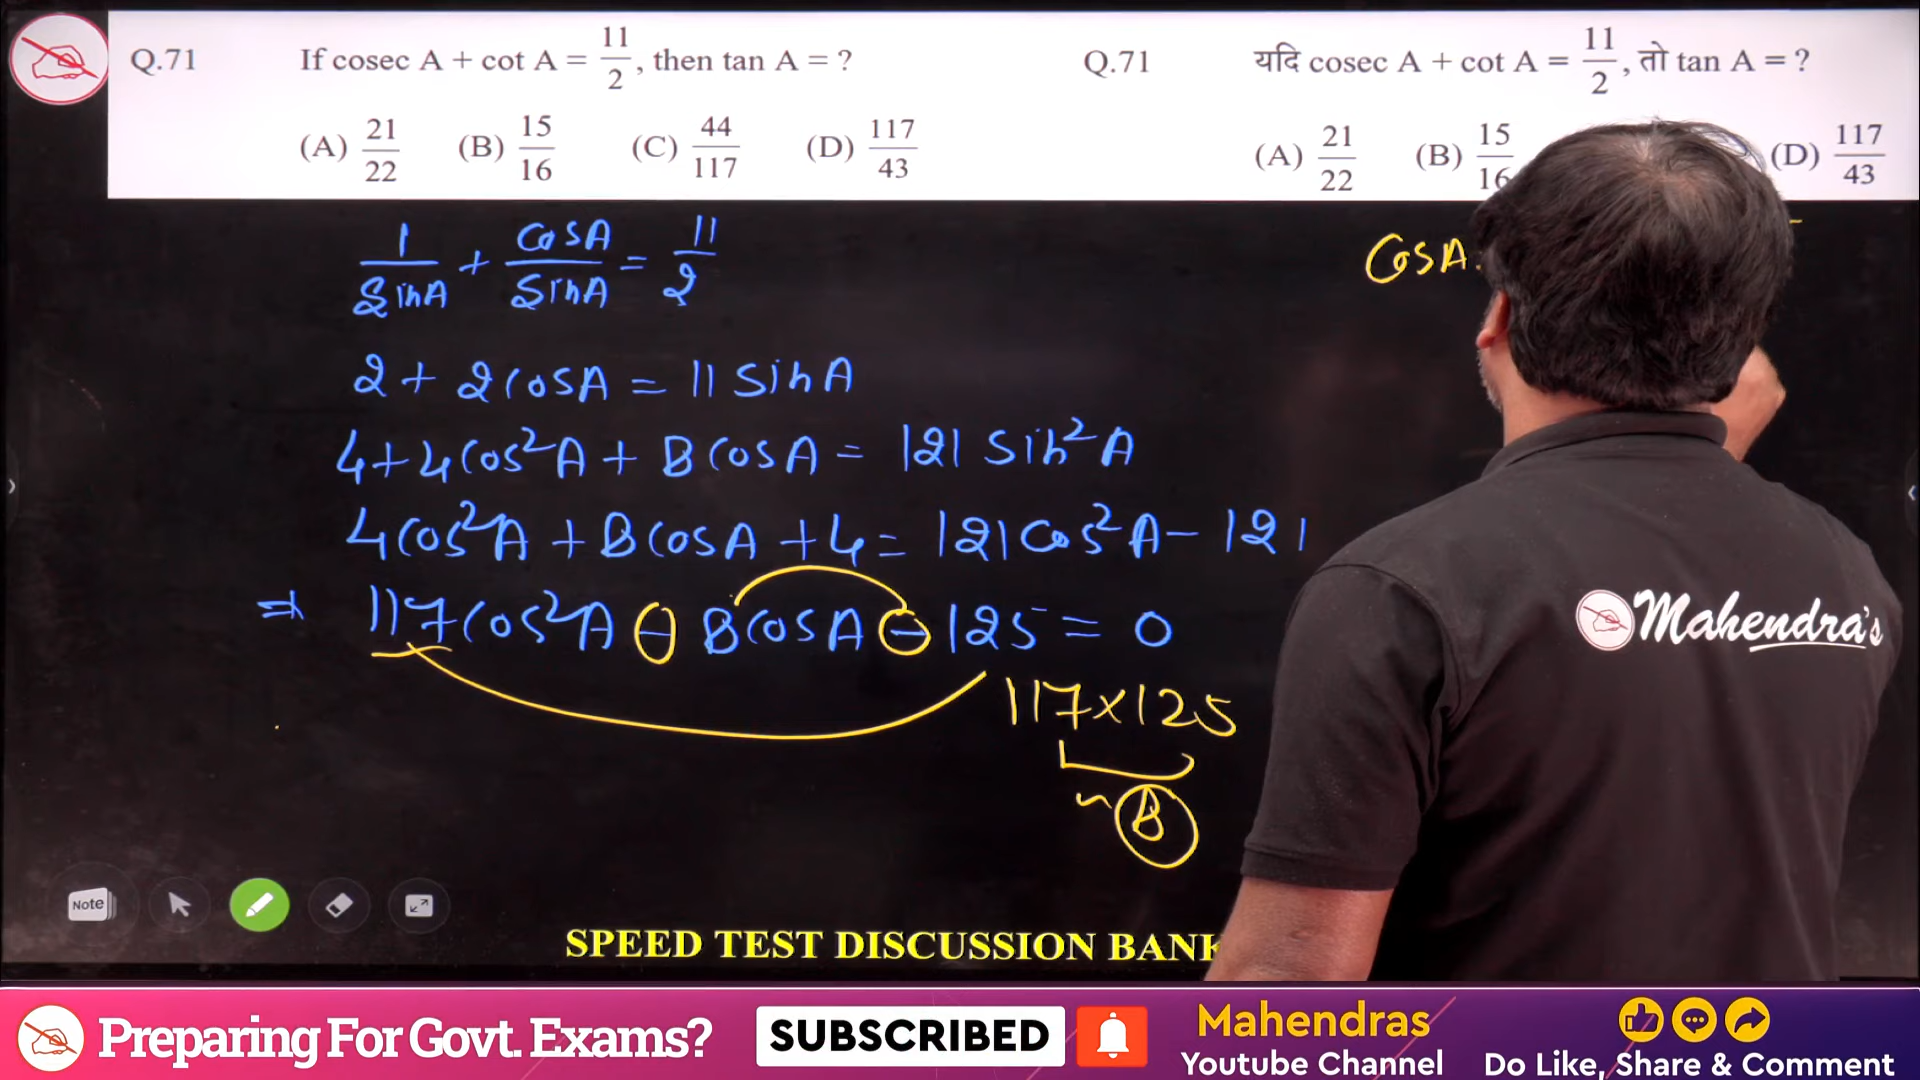 Q.71 If cosec A + cot A = 11/2, then tan A = ?
(A) 21/22 (B) 15/16 (C) 44/117 (D) 117/43
Q.71 यदि cosec A + cot A = 11/2, तो tan A = ?
(A) 21/22 (B) 15/16 (D) 117/43
1/SinA + CosA/SinA = 11/2
2 + 2CosA = 11 SinA
4+4Cos²A + 8CosA = 121 Sin²A
4Cos²A + 8CosA + 4 = 121Cos²A - 121
⇒ 117Cos²A - 8CosA - 125 = 0
117×125
8
CosA
Mahendra's
Note
SPEED TEST DISCUSSION BANK
Preparing For Govt. Exams?
SUBSCRIBED
Mahendras
Youtube Channel
Do Like, Share & Comment